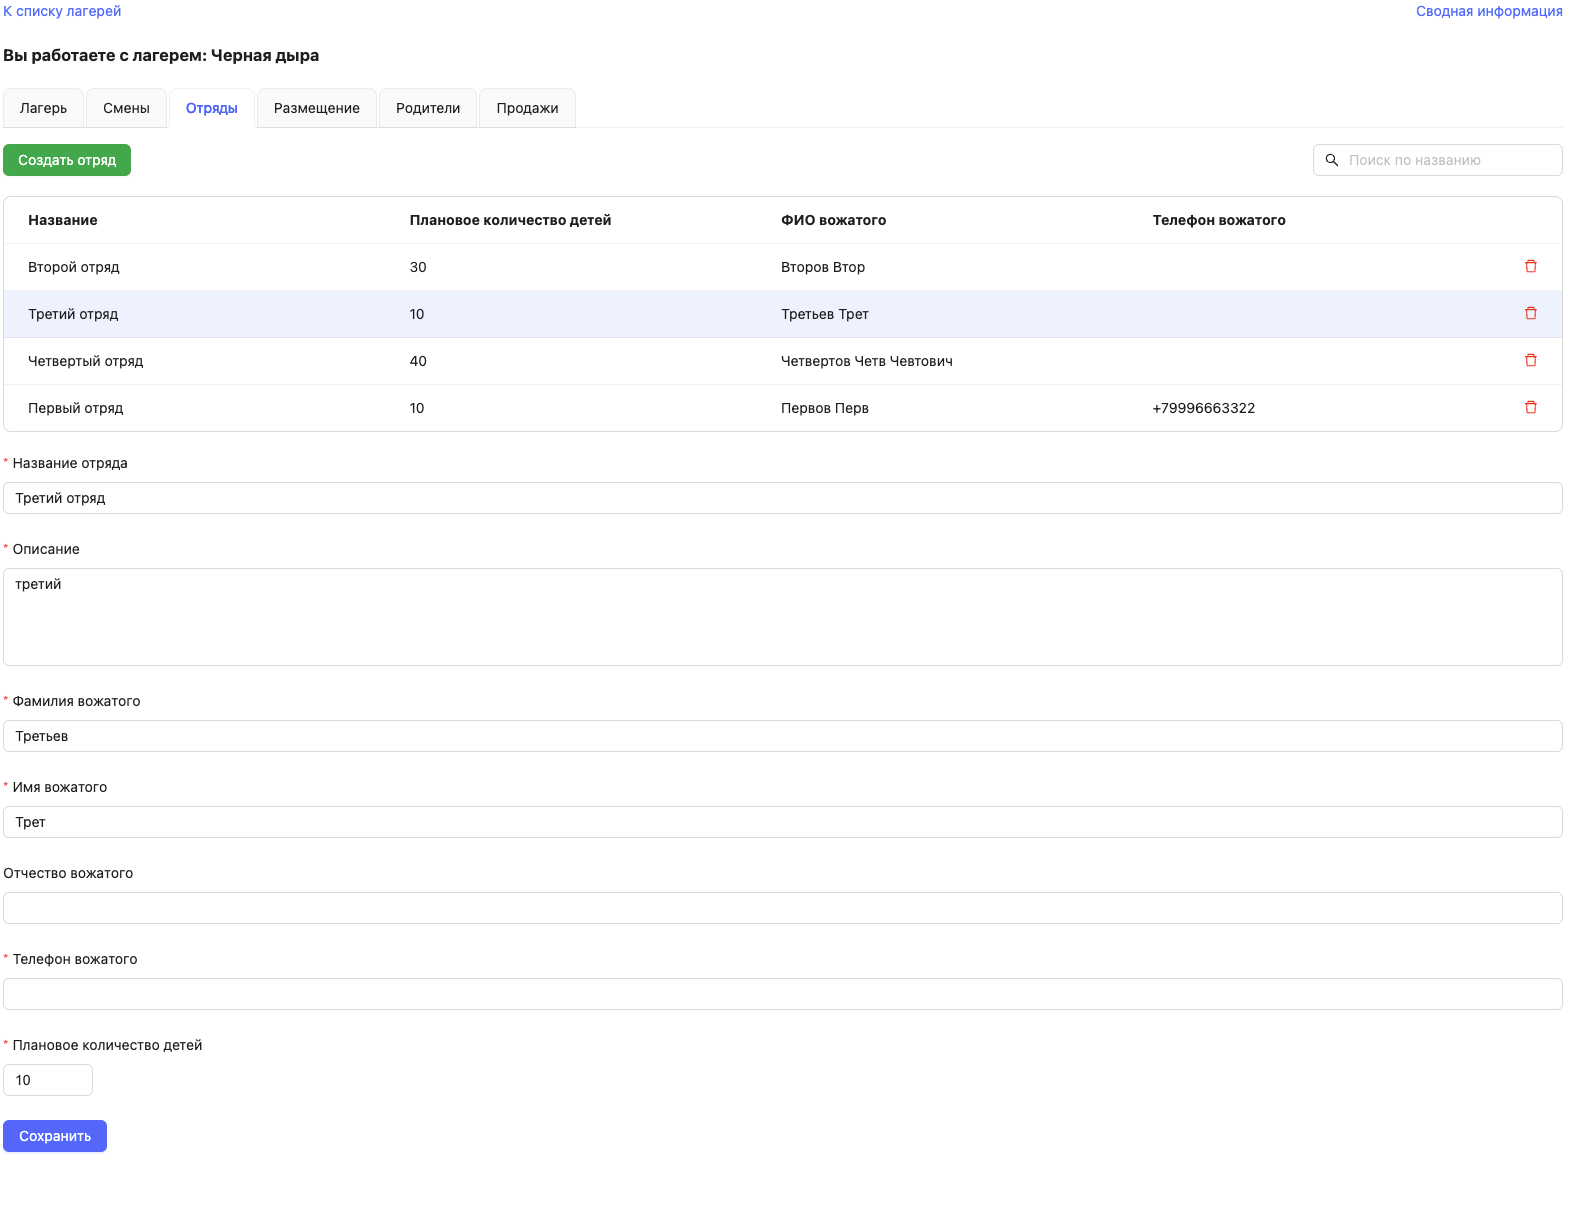 К списку лагерей Сводная информация
Вы работаете с лагерем: Черная дыра
Лагерь Смены Отряды Размещение Родители Продажи
Создать отряд Поиск по названию
Название Плановое количество детей ФИО вожатого Телефон вожатого
Второй отряд 30 Второв Втор
Третий отряд 10 Третьев Трет
Четвертый отряд 40 Четвертов Четв Чевтович
Первый отряд 10 Первов Перв +79996663322
* Название отряда
Третий отряд
* Описание
третий
* Фамилия вожатого
Третьев
* Имя вожатого
Трет
Отчество вожатого
* Телефон вожатого
* Плановое количество детей
10
Сохранить